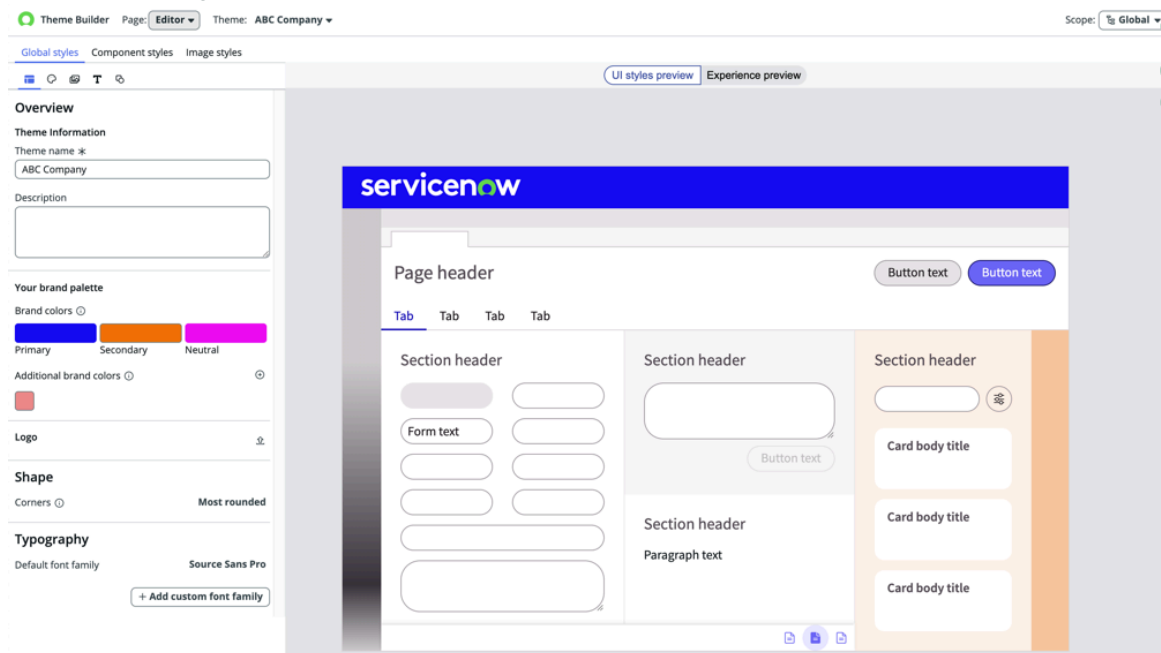 Theme Builder Page: Editor Theme: ABC Company Scope: Global
Global styles Component styles Image styles
UI styles preview Experience preview
Overview
Theme Information
Theme name *
ABC Company
Description
Your brand palette
Brand colors
Primary Secondary Neutral
Additional brand colors
Logo
Shape
Corners Most rounded
Typography
Default font family Source Sans Pro
+ Add custom font family
servicenow
Page header Button text Button text
Tab Tab Tab Tab
Section header
Form text
Section header
Button text
Section header
Paragraph text
Section header
Card body title
Card body title
Card body title